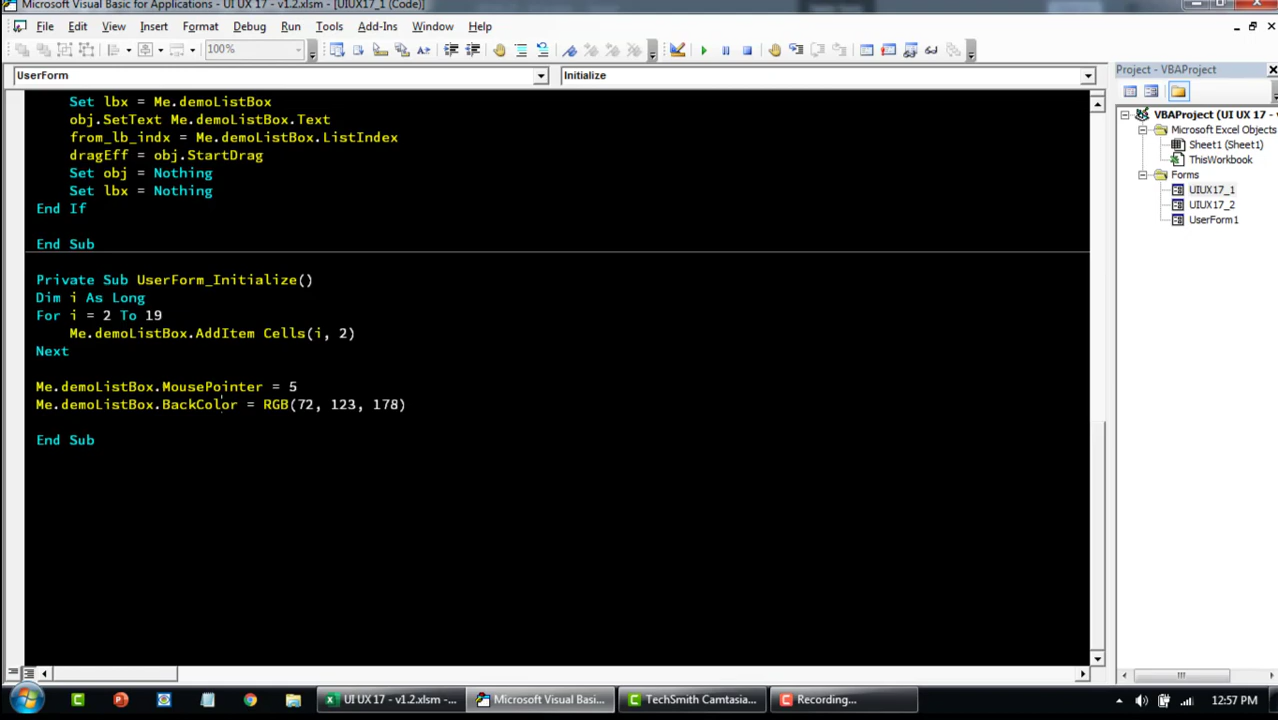 Microsoft Visual Basic for Applications - UI UX 17 - v1.2.xlsm - [UIUX17_1 (Code)]
File Edit View Insert Format Debug Run Tools Add-Ins Window Help
100%
UserForm
Initialize
Set lbx = Me.demoListBox
obj.SetText Me.demoListBox.Text
from_lb_indx = Me.demoListBox.ListIndex
dragEff = obj.StartDrag
Set obj = Nothing
Set lbx = Nothing
End If
End Sub
Private Sub UserForm_Initialize()
Dim i As Long
For i = 2 To 19
Me.demoListBox.AddItem Cells(i, 2)
Next
Me.demoListBox.MousePointer = 5
Me.demoListBox.BackColor = RGB(72, 123, 178)
End Sub
Project - VBAProject
VBAProject (UI UX 17 -
Microsoft Excel Objects
Sheet1 (Sheet1)
ThisWorkbook
Forms
UIUX17_1
UIUX17_2
UserForm1
UI UX 17 - v1.2.xlsm -...
Microsoft Visual Basi...
TechSmith Camtasia...
Recording...
12:57 PM